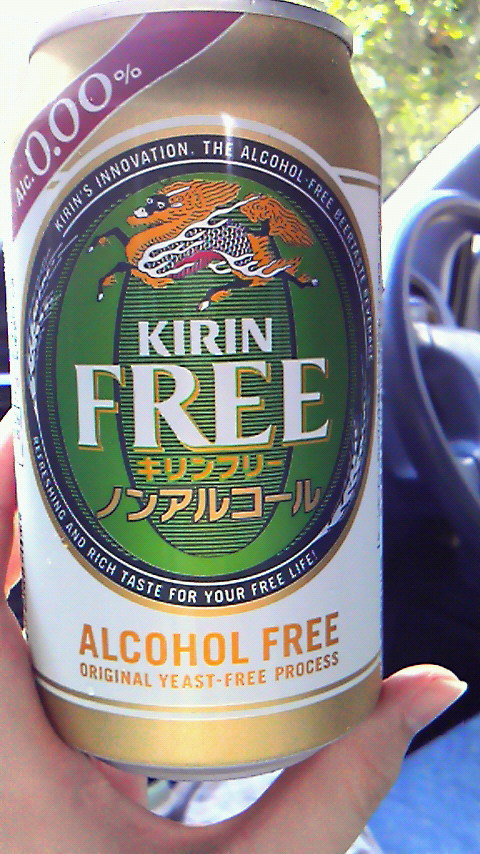 Alc.0.00%
KIRIN'S INNOVATION. THE ALCOHOL-FREE BEER-TASTE BEVERAGE
KIRIN
FREE
キリンフリー
ノンアルコール
REFRESHING AND RICH TASTE FOR YOUR FREE LIFE!
ALCOHOL FREE
ORIGINAL YEAST-FREE PROCESS